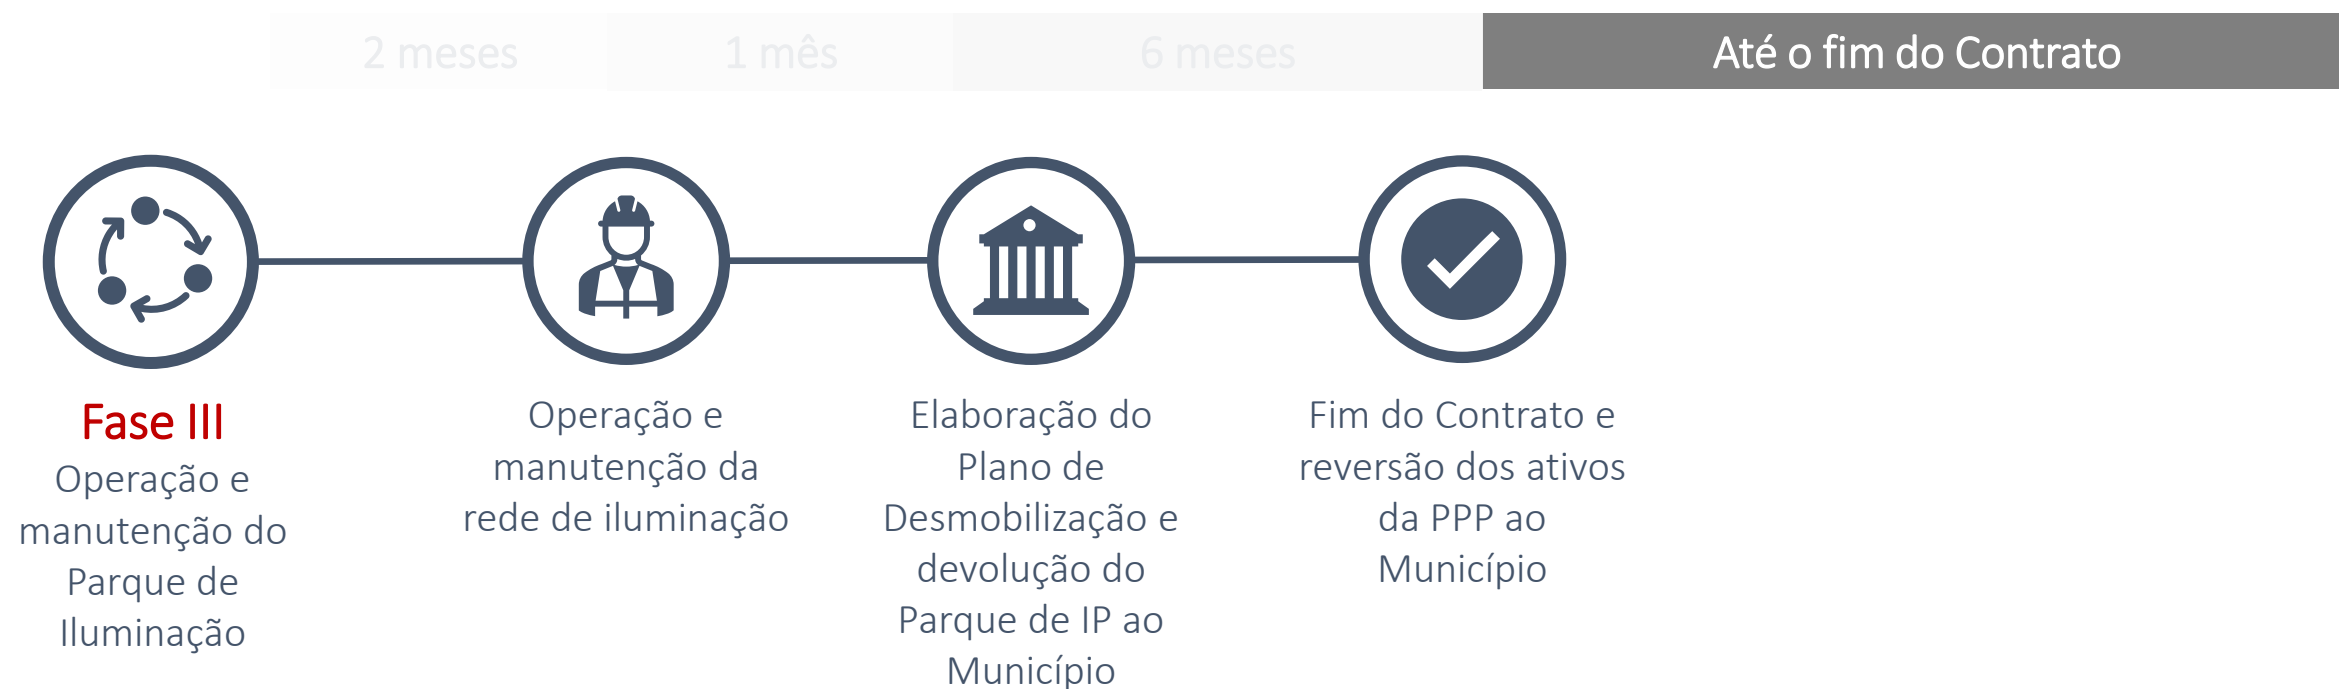 2 meses
1 mês
6 meses
Até o fim do Contrato
Fase III
Operação e
manutenção do
Parque de
Iluminação
Operação e
manutenção da
rede de iluminação
Elaboração do
Plano de
Desmobilização e
devolução do
Parque de IP ao
Município
Fim do Contrato e
reversão dos ativos
da PPP ao
Município